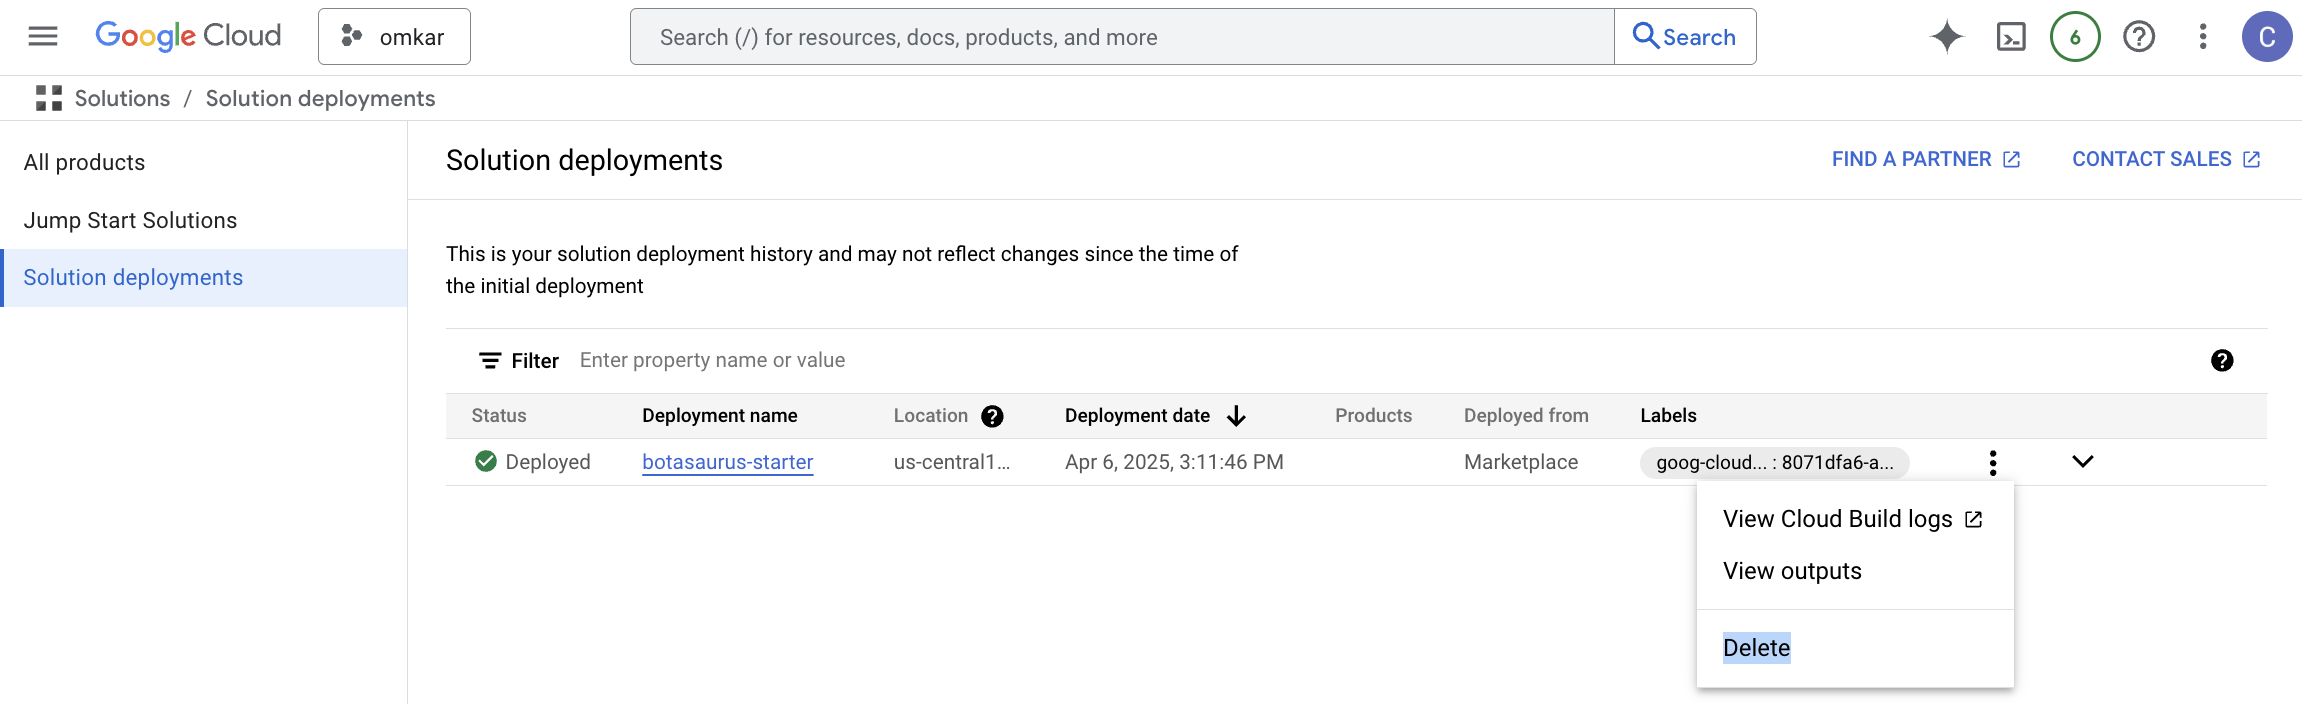 Google Cloud
omkar
Search (/) for resources, docs, products, and more
Search
6
C
Solutions / Solution deployments
All products
Jump Start Solutions
Solution deployments
Solution deployments
FIND A PARTNER
CONTACT SALES
This is your solution deployment history and may not reflect changes since the time of
the initial deployment
Filter Enter property name or value
Status Deployment name Location Deployment date Products Deployed from Labels
Deployed botasaurus-starter us-central1... Apr 6, 2025, 3:11:46 PM Marketplace goog-cloud... : 8071dfa6-a...
View Cloud Build logs
View outputs
Delete